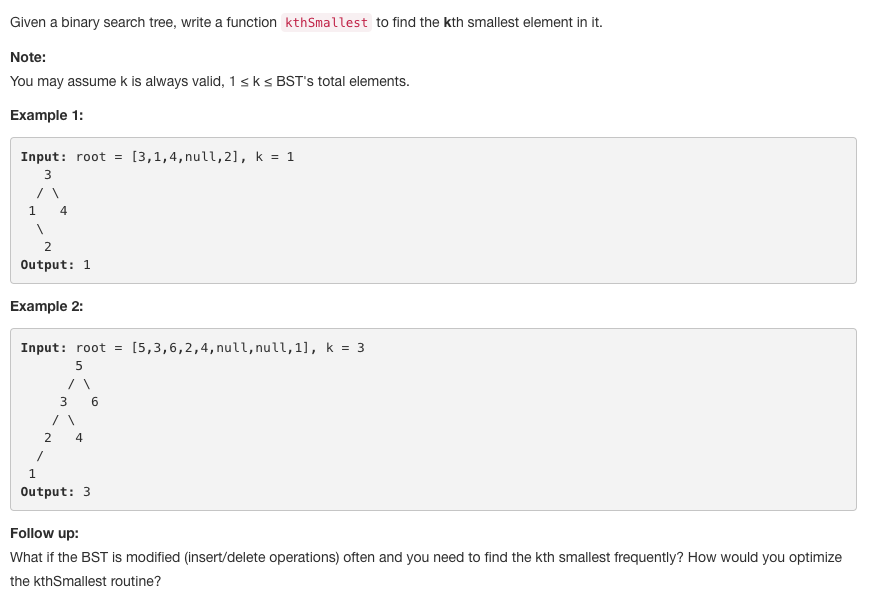 Given a binary search tree, write a function kthSmallest to find the kth smallest element in it.
Note:
You may assume k is always valid, 1 ≤ k ≤ BST's total elements.
Example 1:
Input: root = [3,1,4,null,2], k = 1
   3
  / \
 1   4
  \
   2
Output: 1
Example 2:
Input: root = [5,3,6,2,4,null,null,1], k = 3
       5
      / \
     3   6
    / \
   2   4
  /
 1
Output: 3
Follow up:
What if the BST is modified (insert/delete operations) often and you need to find the kth smallest frequently? How would you optimize
the kthSmallest routine?